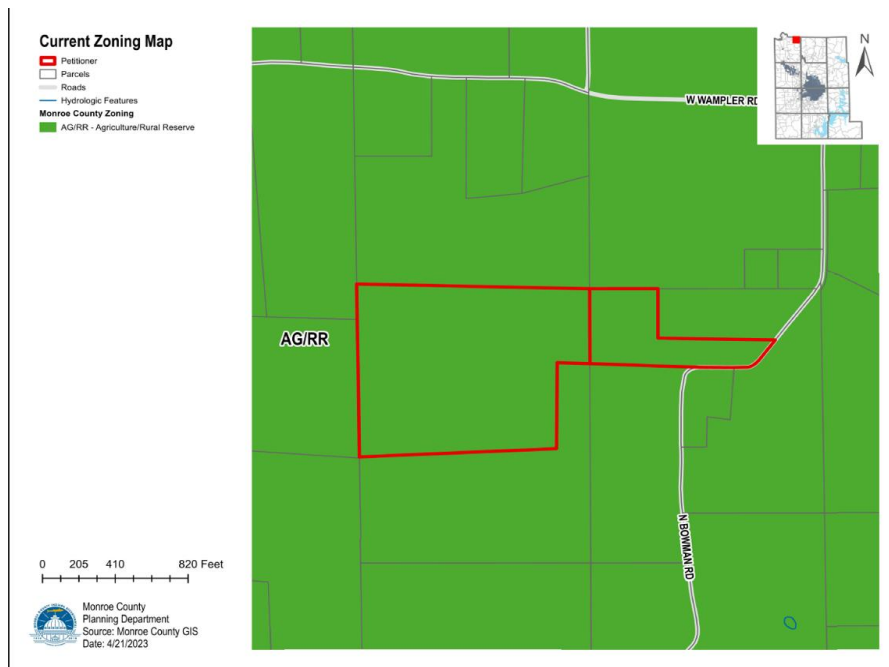 Current Zoning Map
Petitioner
Parcels
Roads
Hydrologic Features
Monroe County Zoning
AG/RR - Agriculture/Rural Reserve
N
W WAMPLER RD
AG/RR
N BOWMAN RD
0 205 410 820 Feet
Monroe County
Planning Department
Source: Monroe County GIS
Date: 4/21/2023